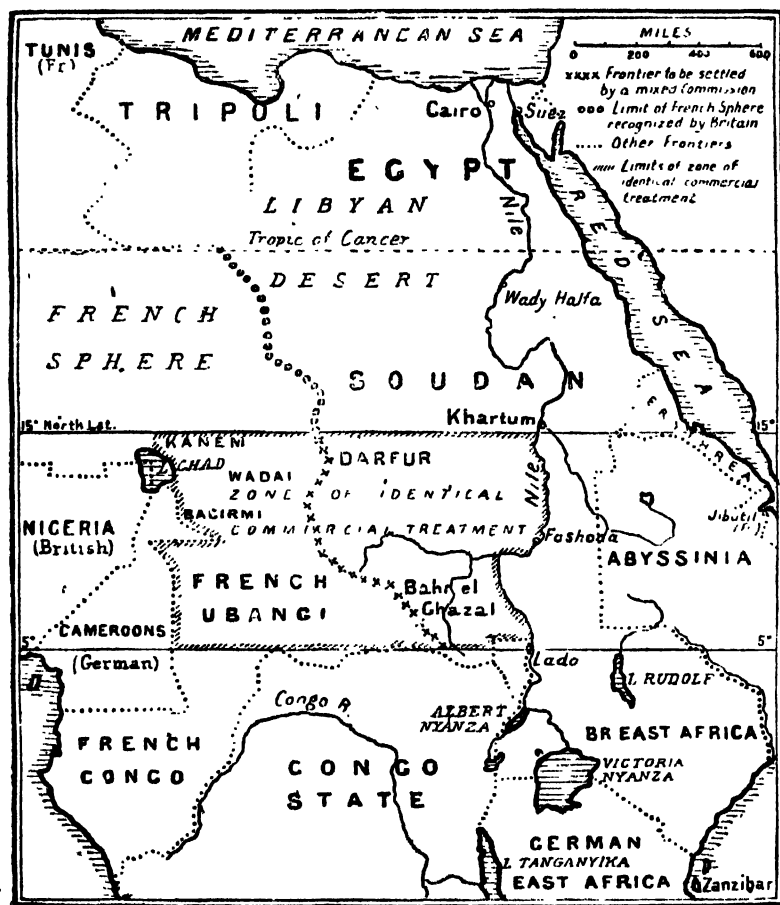 MEDITERRANEAN SEA
TUNIS
(Fr)
MILES
0 200 400 600
xxxx Frontier to be settled
by a mixed Commission
ooo Limit of French Sphere
recognized by Britain
..... Other Frontiers
Limits of zone of
identical commercial
treatment
TRIPOLI
Cairo
Suez
EGYPT
LIBYAN
Nile
Tropic of Cancer
RED SEA
DESERT
Wady Halfa
FRENCH
SPHERE
SOUDAN
15° North Lat.
Khartum
15°
ERYTHREA
KANEM
L. CHAD
DARFUR
WADAI
ZONE OF IDENTICAL
Nile
BAGIRMI
COMMERCIAL TREATMENT
NIGERIA
(British)
Jibutil
(Fr.)
Fashoda
ABYSSINIA
FRENCH
UBANGI
Bahr el
Ghazal
CAMEROONS
5°
5°
(German)
Lado
L RUDOLF
Congo R
ALBERT
NYANZA
BR EAST AFRICA
FRENCH
CONGO
CONGO
STATE
VICTORIA
NYANZA
GERMAN
L TANGANYIKA
EAST AFRICA
Zanzibar